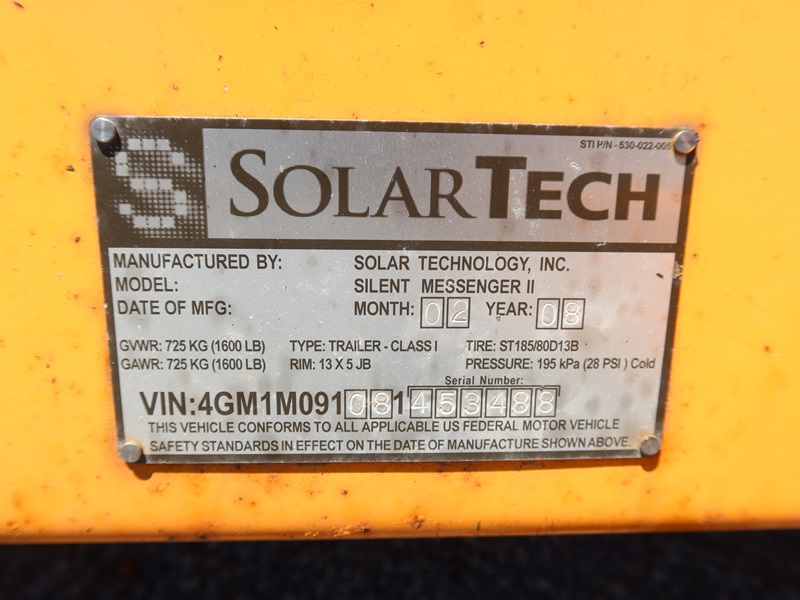 STI P/N - 530-022-005
S SOLARTECH
MANUFACTURED BY: SOLAR TECHNOLOGY, INC.
MODEL: SILENT MESSENGER II
DATE OF MFG: MONTH: 02 YEAR: 08
GVWR: 725 KG (1600 LB) TYPE: TRAILER - CLASS I TIRE: ST185/80D13B
GAWR: 725 KG (1600 LB) RIM: 13 X 5 JB PRESSURE: 195 kPa (28 PSI) Cold
Serial Number:
VIN:4GM1M091081453488
THIS VEHICLE CONFORMS TO ALL APPLICABLE US FEDERAL MOTOR VEHICLE
SAFETY STANDARDS IN EFFECT ON THE DATE OF MANUFACTURE SHOWN ABOVE.